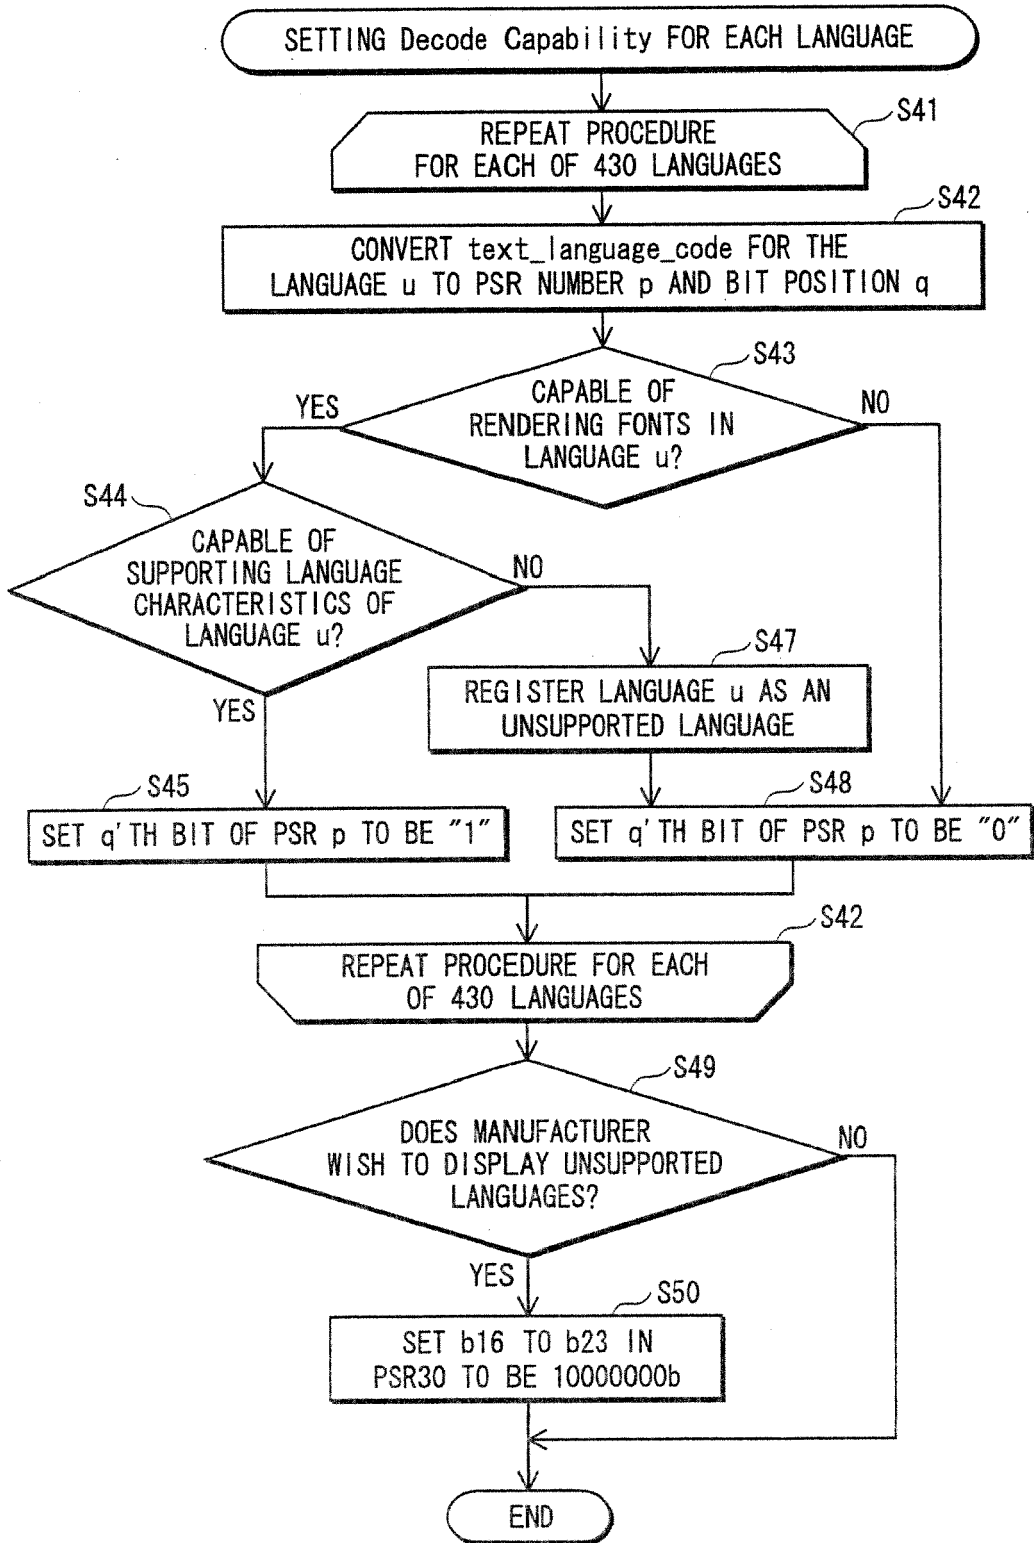 SETTING Decode Capability FOR EACH LANGUAGE
S41
REPEAT PROCEDURE
FOR EACH OF 430 LANGUAGES
S42
CONVERT text_language_code FOR THE
LANGUAGE u TO PSR NUMBER p AND BIT POSITION q
S43
CAPABLE OF
RENDERING FONTS IN
LANGUAGE u?
YES
NO
S44
CAPABLE OF
SUPPORTING LANGUAGE
CHARACTERISTICS OF
LANGUAGE u?
NO
YES
S47
REGISTER LANGUAGE u AS AN
UNSUPPORTED LANGUAGE
S45
SET q'TH BIT OF PSR p TO BE "1"
S48
SET q'TH BIT OF PSR p TO BE "0"
S42
REPEAT PROCEDURE FOR EACH
OF 430 LANGUAGES
S49
DOES MANUFACTURER
WISH TO DISPLAY UNSUPPORTED
LANGUAGES?
NO
YES
S50
SET b16 TO b23 IN
PSR30 TO BE 10000000b
END